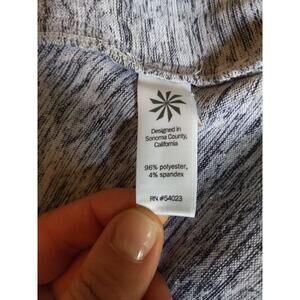 Designed in
Sonoma County,
California
96% polyester,
4% spandex
RN #54023